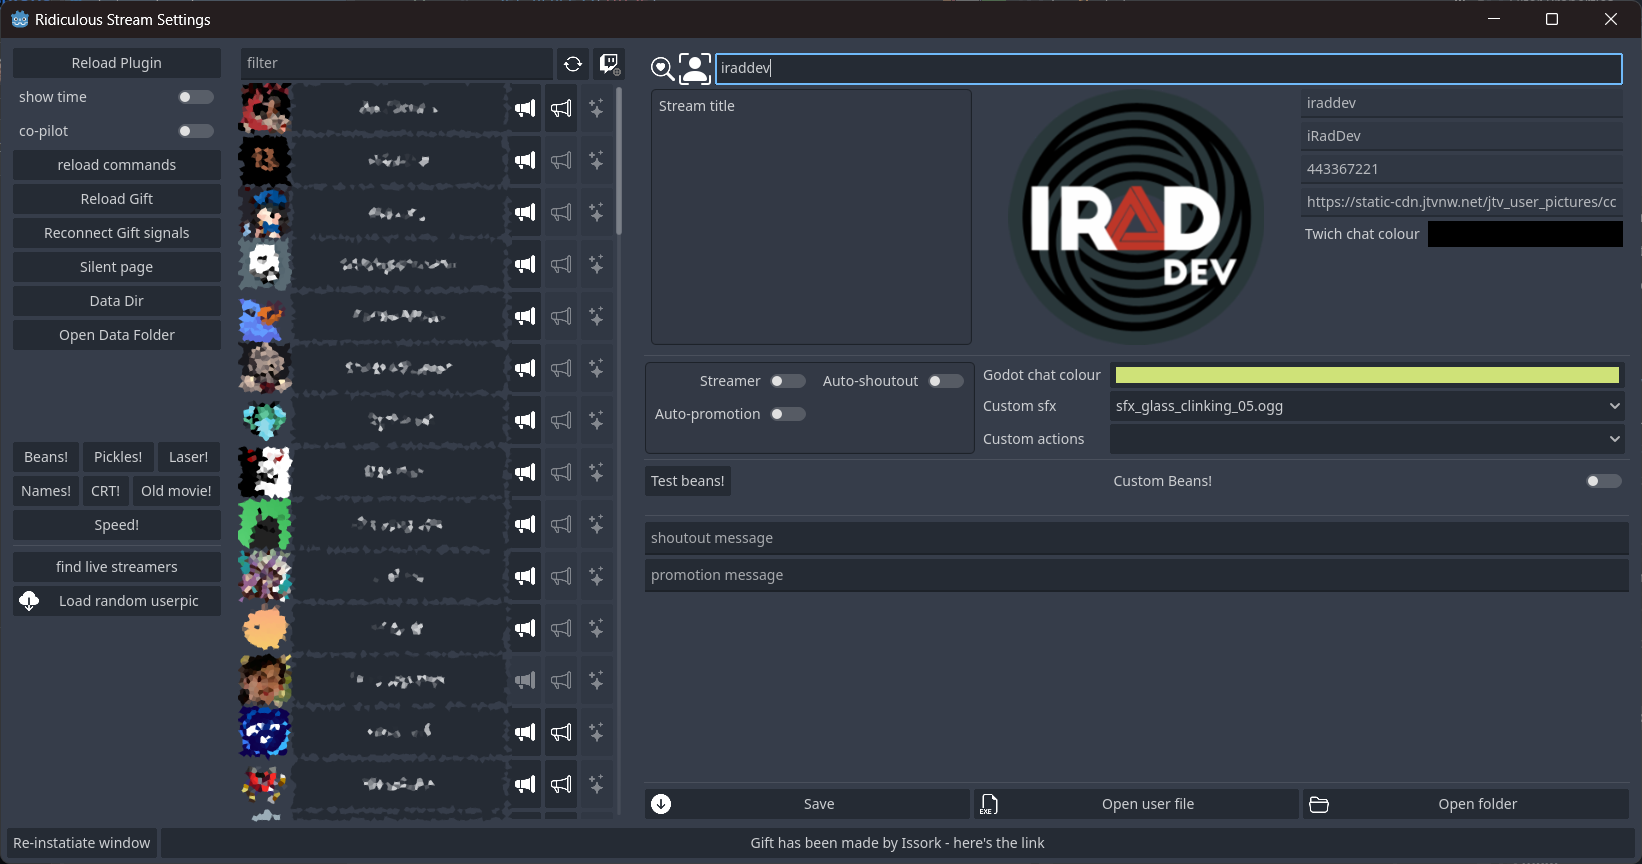 Ridiculous Stream Settings
Reload Plugin
show time
co-pilot
reload commands
Reload Gift
Reconnect Gift signals
Silent page
Data Dir
Open Data Folder
Beans!
Pickles!
Laser!
Names!
CRT!
Old movie!
Speed!
find live streamers
Load random userpic
filter
iraddev
Stream title
IRAD
DEV
iraddev
iRadDev
443367221
https://static-cdn.jtvnw.net/jtv_user_pictures/cc
Twich chat colour
Streamer
Auto-shoutout
Auto-promotion
Godot chat colour
Custom sfx
sfx_glass_clinking_05.ogg
Custom actions
Test beans!
Custom Beans!
shoutout message
promotion message
Save
EXE
Open user file
Open folder
Re-instatiate window
Gift has been made by Issork - here's the link